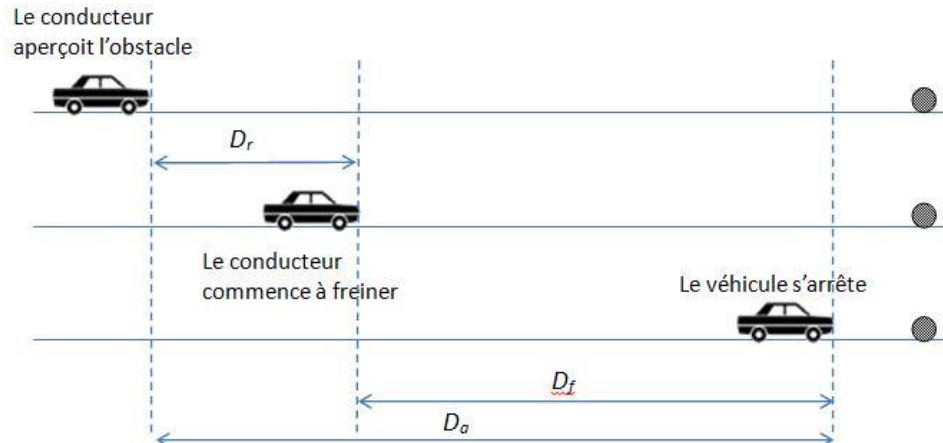 Le conducteur
aperçoit l’obstacle
Dr
Le conducteur
commence à freiner
Le véhicule s’arrête
Df
Da